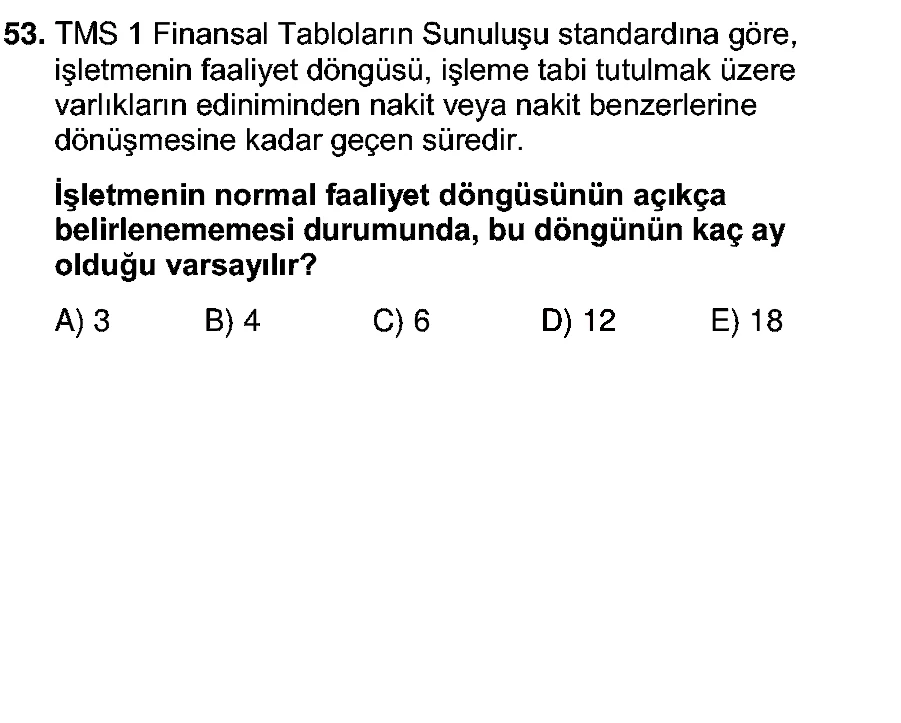 53. TMS 1 Finansal Tabloların Sunuluşu standardına göre,
işletmenin faaliyet döngüsü, işleme tabi tutulmak üzere
varlıkların ediniminden nakit veya nakit benzerlerine
dönüşmesine kadar geçen süredir.
İşletmenin normal faaliyet döngüsünün açıkça
belirlenememesi durumunda, bu döngünün kaç ay
olduğu varsayılır?
A) 3 B) 4 C) 6 D) 12 E) 18